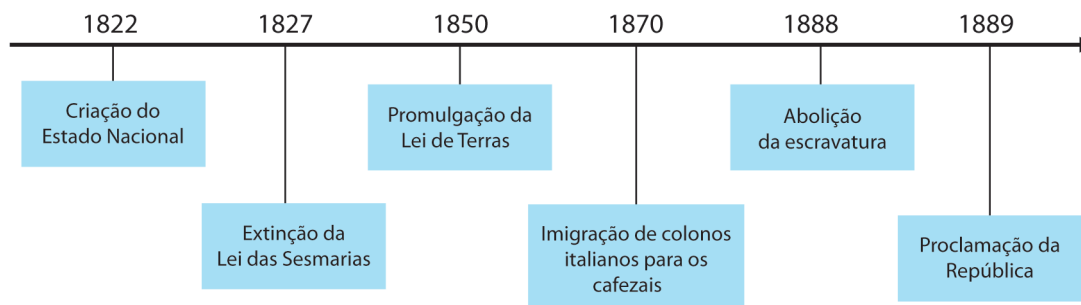 1822
1827
1850
1870
1888
1889
Criação do
Estado Nacional
Extinção da
Lei das Sesmarias
Promulgação da
Lei de Terras
Imigração de colonos
italianos para os
cafezais
Abolição
da escravatura
Proclamação da
República